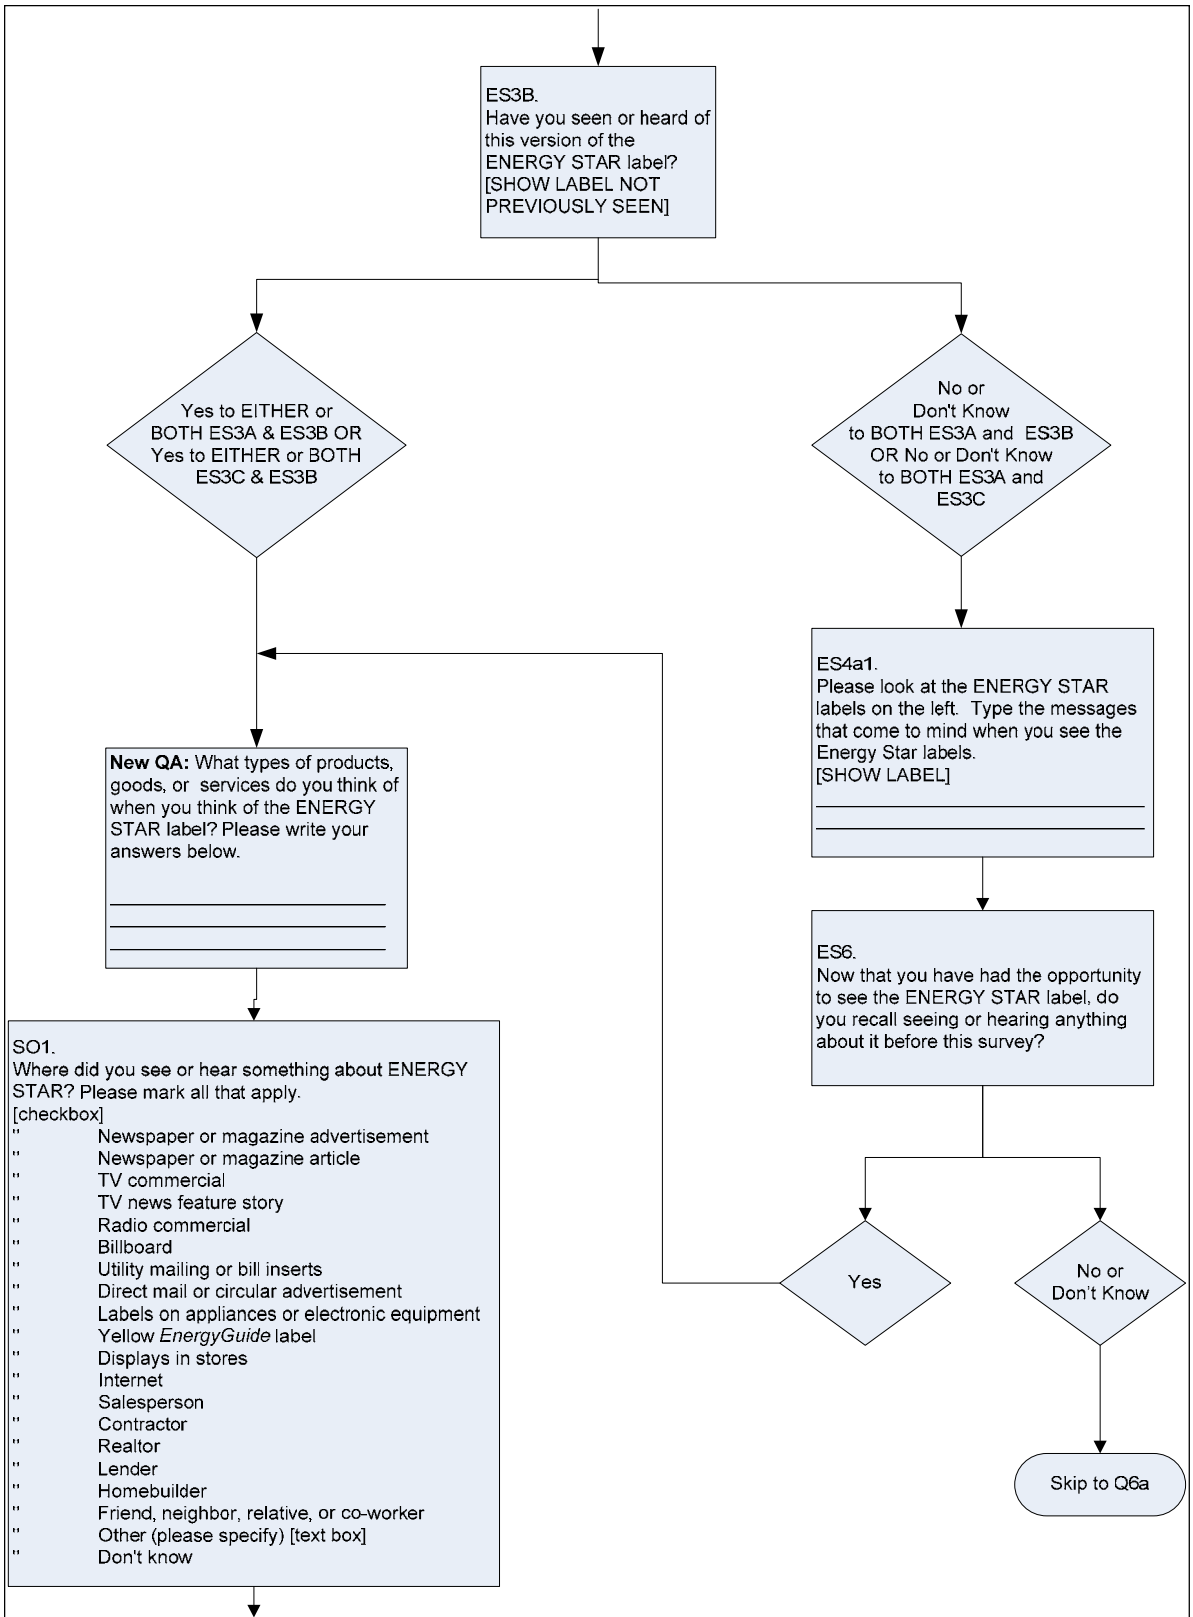 ES3B.
Have you seen or heard of
this version of the
ENERGY STAR label?
[SHOW LABEL NOT
PREVIOUSLY SEEN]
Yes to EITHER or
BOTH ES3A & ES3B OR
Yes to EITHER or BOTH
ES3C & ES3B
No or
Don't Know
to BOTH ES3A and ES3B
OR No or Don't Know
to BOTH ES3A and
ES3C
ES4a1.
Please look at the ENERGY STAR
labels on the left. Type the messages
that come to mind when you see the
Energy Star labels.
[SHOW LABEL]
New QA: What types of products,
goods, or services do you think of
when you think of the ENERGY
STAR label? Please write your
answers below.
ES6.
Now that you have had the opportunity
to see the ENERGY STAR label, do
you recall seeing or hearing anything
about it before this survey?
SO1.
Where did you see or hear something about ENERGY
STAR? Please mark all that apply.
[checkbox]
" Newspaper or magazine advertisement
" Newspaper or magazine article
" TV commercial
" TV news feature story
" Radio commercial
" Billboard
" Utility mailing or bill inserts
" Direct mail or circular advertisement
" Labels on appliances or electronic equipment
" Yellow EnergyGuide label
" Displays in stores
" Internet
" Salesperson
" Contractor
" Realtor
" Lender
" Homebuilder
" Friend, neighbor, relative, or co-worker
" Other (please specify) [text box]
" Don't know
Yes
No or
Don't Know
Skip to Q6a